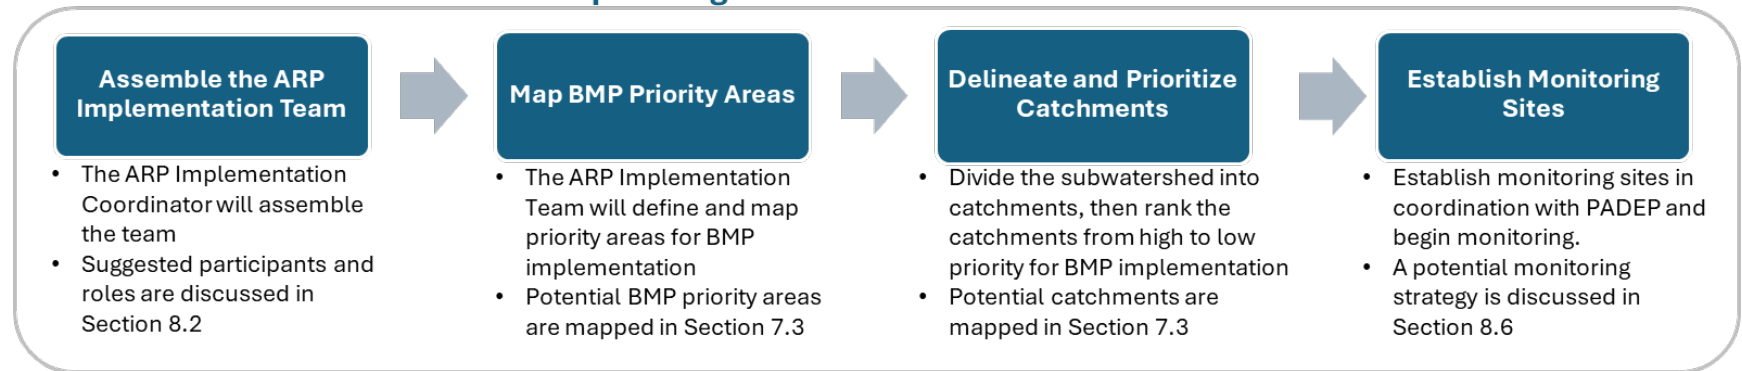 Assemble the ARP
Implementation Team
• The ARP Implementation
Coordinator will assemble
the team
• Suggested participants and
roles are discussed in
Section 8.2
Map BMP Priority Areas
• The ARP Implementation
Team will define and map
priority areas for BMP
implementation
• Potential BMP priority areas
are mapped in Section 7.3
Delineate and Prioritize
Catchments
• Divide the subwatershed into
catchments, then rank the
catchments from high to low
priority for BMP implementation
• Potential catchments are
mapped in Section 7.3
Establish Monitoring
Sites
• Establish monitoring sites in
coordination with PADEP and
begin monitoring.
• A potential monitoring
strategy is discussed in
Section 8.6